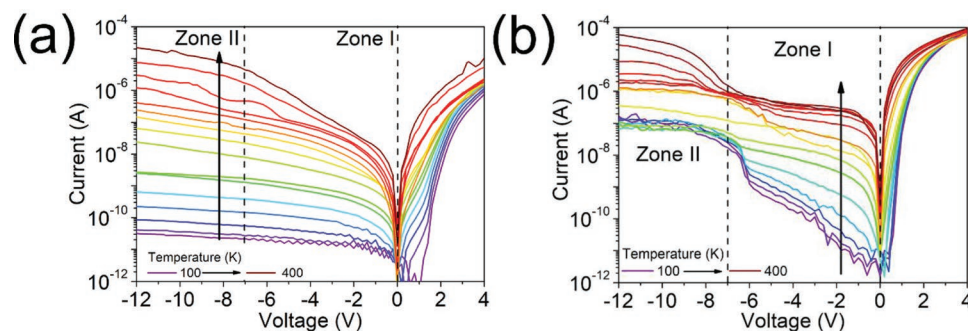 (a)
Zone II
Zone I
Current (A)
10⁻⁴
10⁻⁶
10⁻⁸
10⁻¹⁰
10⁻¹²
Temperature (K)
100
400
-12 -10 -8 -6 -4 -2 0 2 4
Voltage (V)
(b)
Zone I
Zone II
Current (A)
10⁻⁴
10⁻⁶
10⁻⁸
10⁻¹⁰
10⁻¹²
Temperature (K)
100
400
-12 -10 -8 -6 -4 -2 0 2 4
Voltage (V)